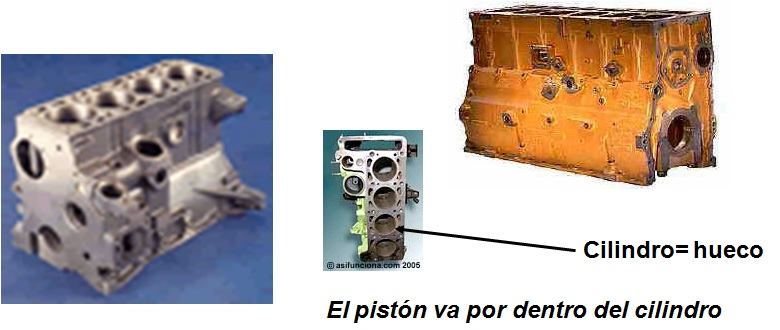 Cilindro= hueco
© asifunciona.com 2005
El pistón va por dentro del cilindro